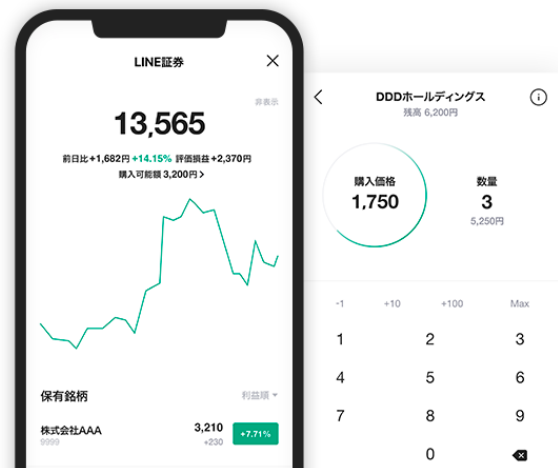 LINE証券
非表示
13,565
前日比+1,682円 +14.15% 評価損益+2,370円
購入可能額 3,200円
保有銘柄
利益順
株式会社AAA
9999
3,210
+230
+7.71%
DDDホールディングス
残高 6,200円
購入価格
1,750
数量
3
5,250円
-1 +10 +100 Max
1 2 3
4 5 6
7 8 9
0